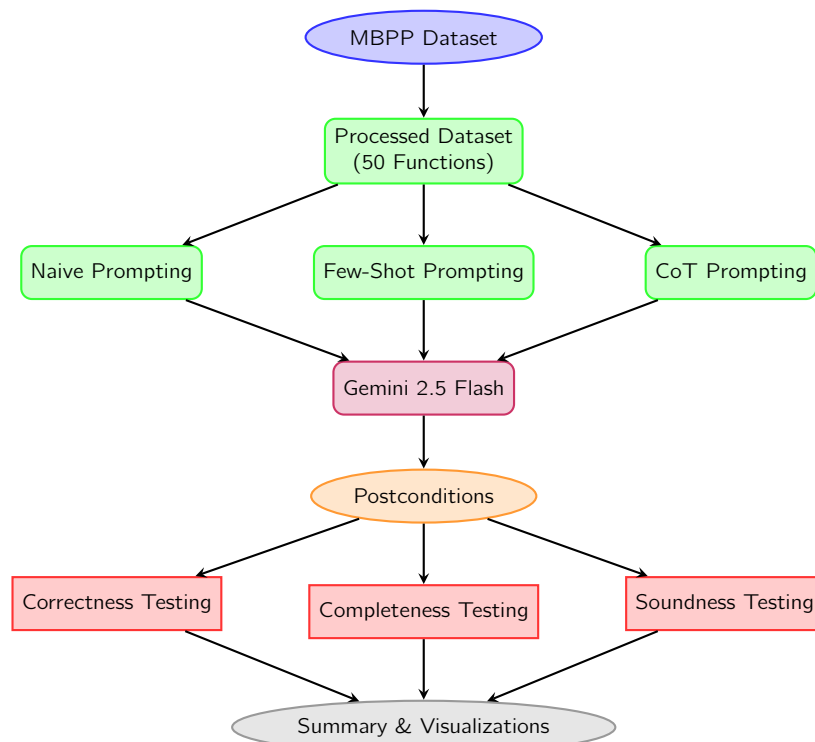 MBPP Dataset
Processed Dataset
(50 Functions)
Naive Prompting
Few-Shot Prompting
CoT Prompting
Gemini 2.5 Flash
Postconditions
Correctness Testing
Completeness Testing
Soundness Testing
Summary & Visualizations